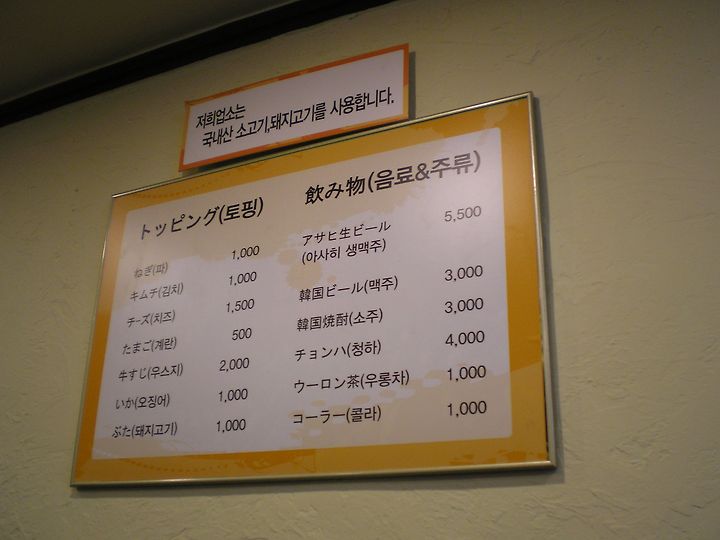 저희업소는
국내산 소고기,돼지고기를 사용합니다.
トッピング(토핑)
ねぎ(파) 1,000
キムチ(김치) 1,000
チーズ(치즈) 1,500
たまご(계란) 500
牛すじ(우스지) 2,000
いか(오징어) 1,000
ぶた(돼지고기) 1,000
飲み物(음료&주류)
アサヒ生ビール 5,500
(아사히 생맥주)
韓国ビール(맥주) 3,000
韓国焼酎(소주) 3,000
チョンハ(청하) 4,000
ウーロン茶(우롱차) 1,000
コーラー(콜라) 1,000